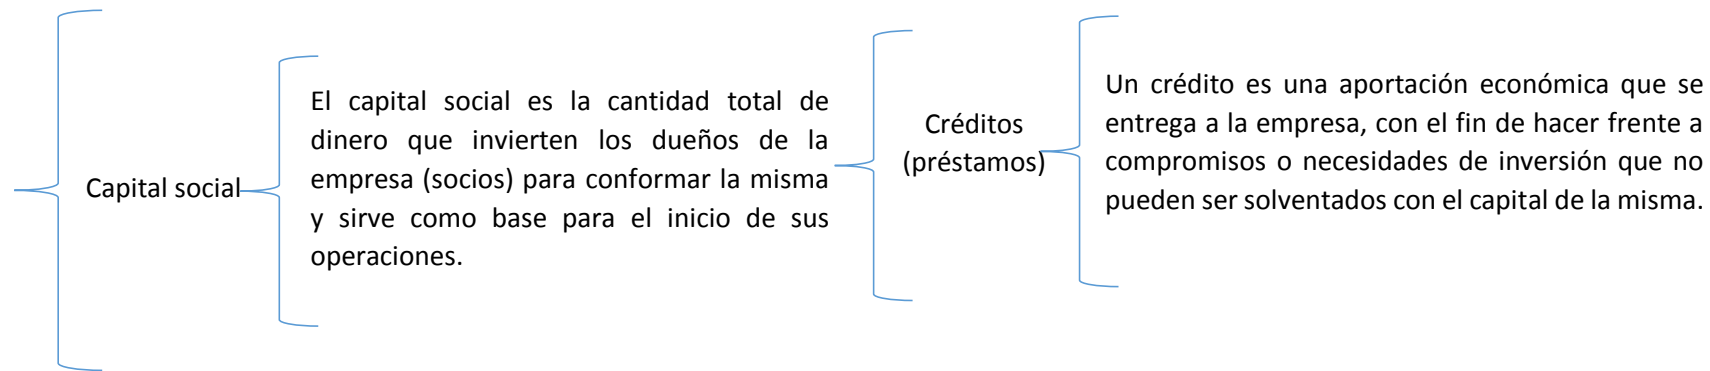 Capital social
El capital social es la cantidad total de
dinero que invierten los dueños de la
empresa (socios) para conformar la misma
y sirve como base para el inicio de sus
operaciones.
Créditos
(préstamos)
Un crédito es una aportación económica que se
entrega a la empresa, con el fin de hacer frente a
compromisos o necesidades de inversión que no
pueden ser solventados con el capital de la misma.